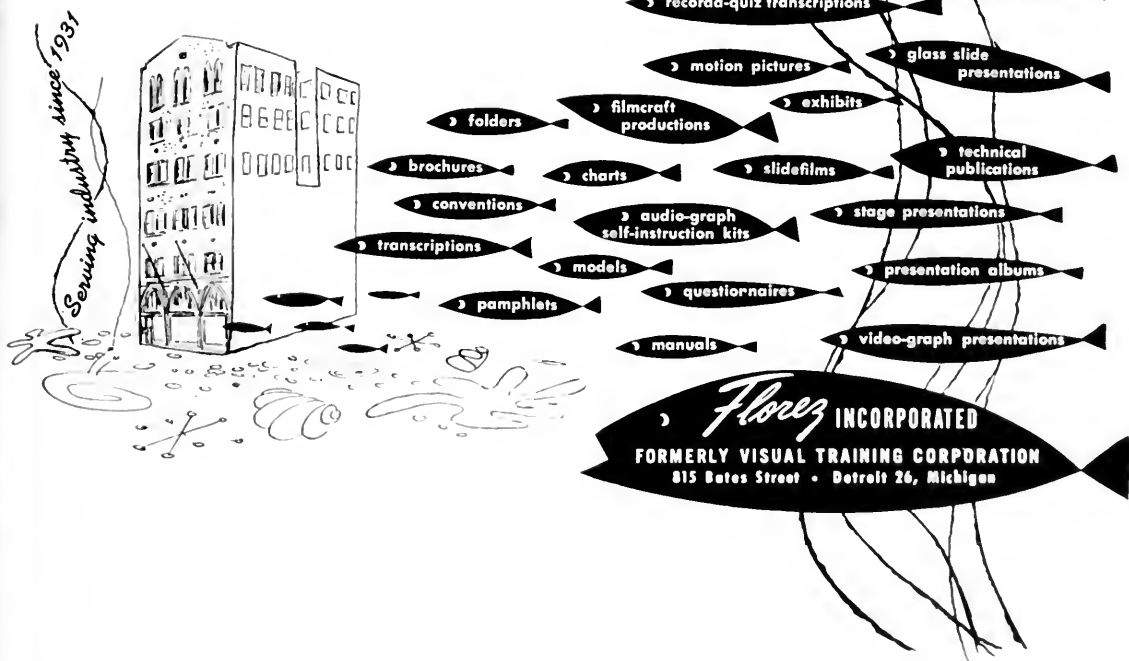 Serving industry since 1931
recorda-quiz transcriptions
motion pictures
glass slide
presentations
folders
filmcraft
productions
exhibits
brochures
charts
slidefilms
technical
publications
conventions
audio-graph
self-instruction kits
stage presentations
transcriptions
models
presentation albums
pamphlets
questionnaires
manuals
video-graph presentations
Florez INCORPORATED
FORMERLY VISUAL TRAINING CORPORATION
815 Bates Street • Detroit 26, Michigan